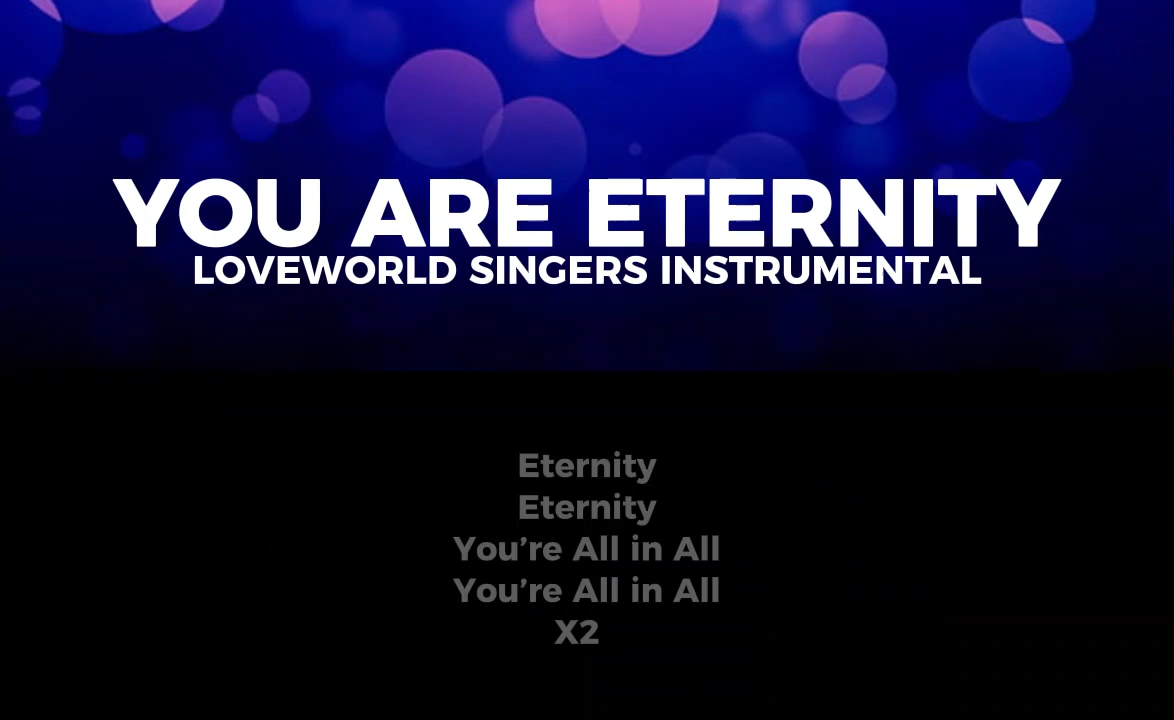 YOU ARE ETERNITY
LOVEWORLD SINGERS INSTRUMENTAL
Eternity
Eternity
You’re All in All
You’re All in All
X2